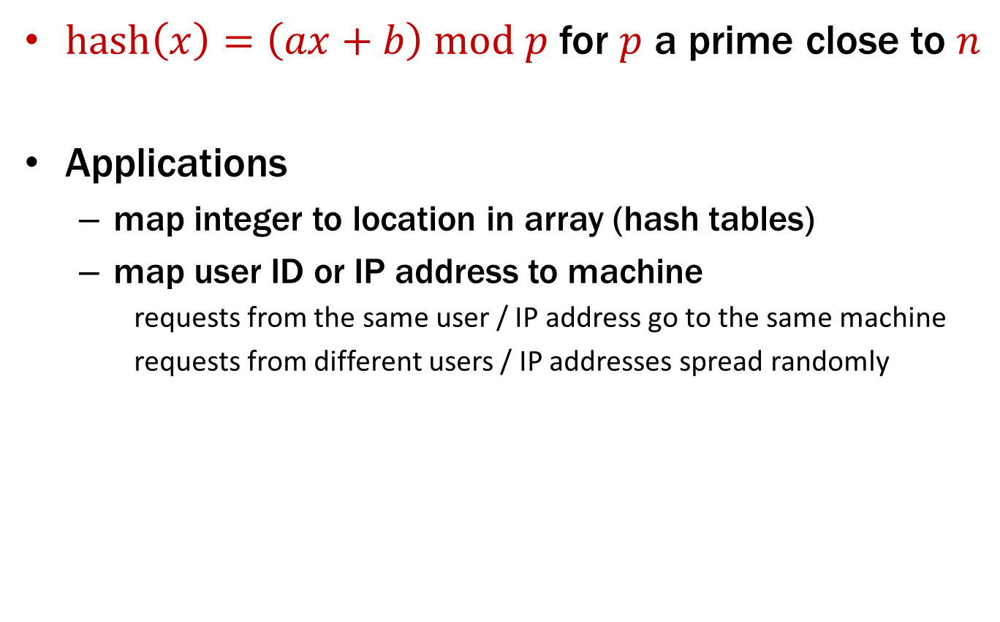 • hash(x) = (ax + b) mod p for p a prime close to n
• Applications
– map integer to location in array (hash tables)
– map user ID or IP address to machine
requests from the same user / IP address go to the same machine
requests from different users / IP addresses spread randomly